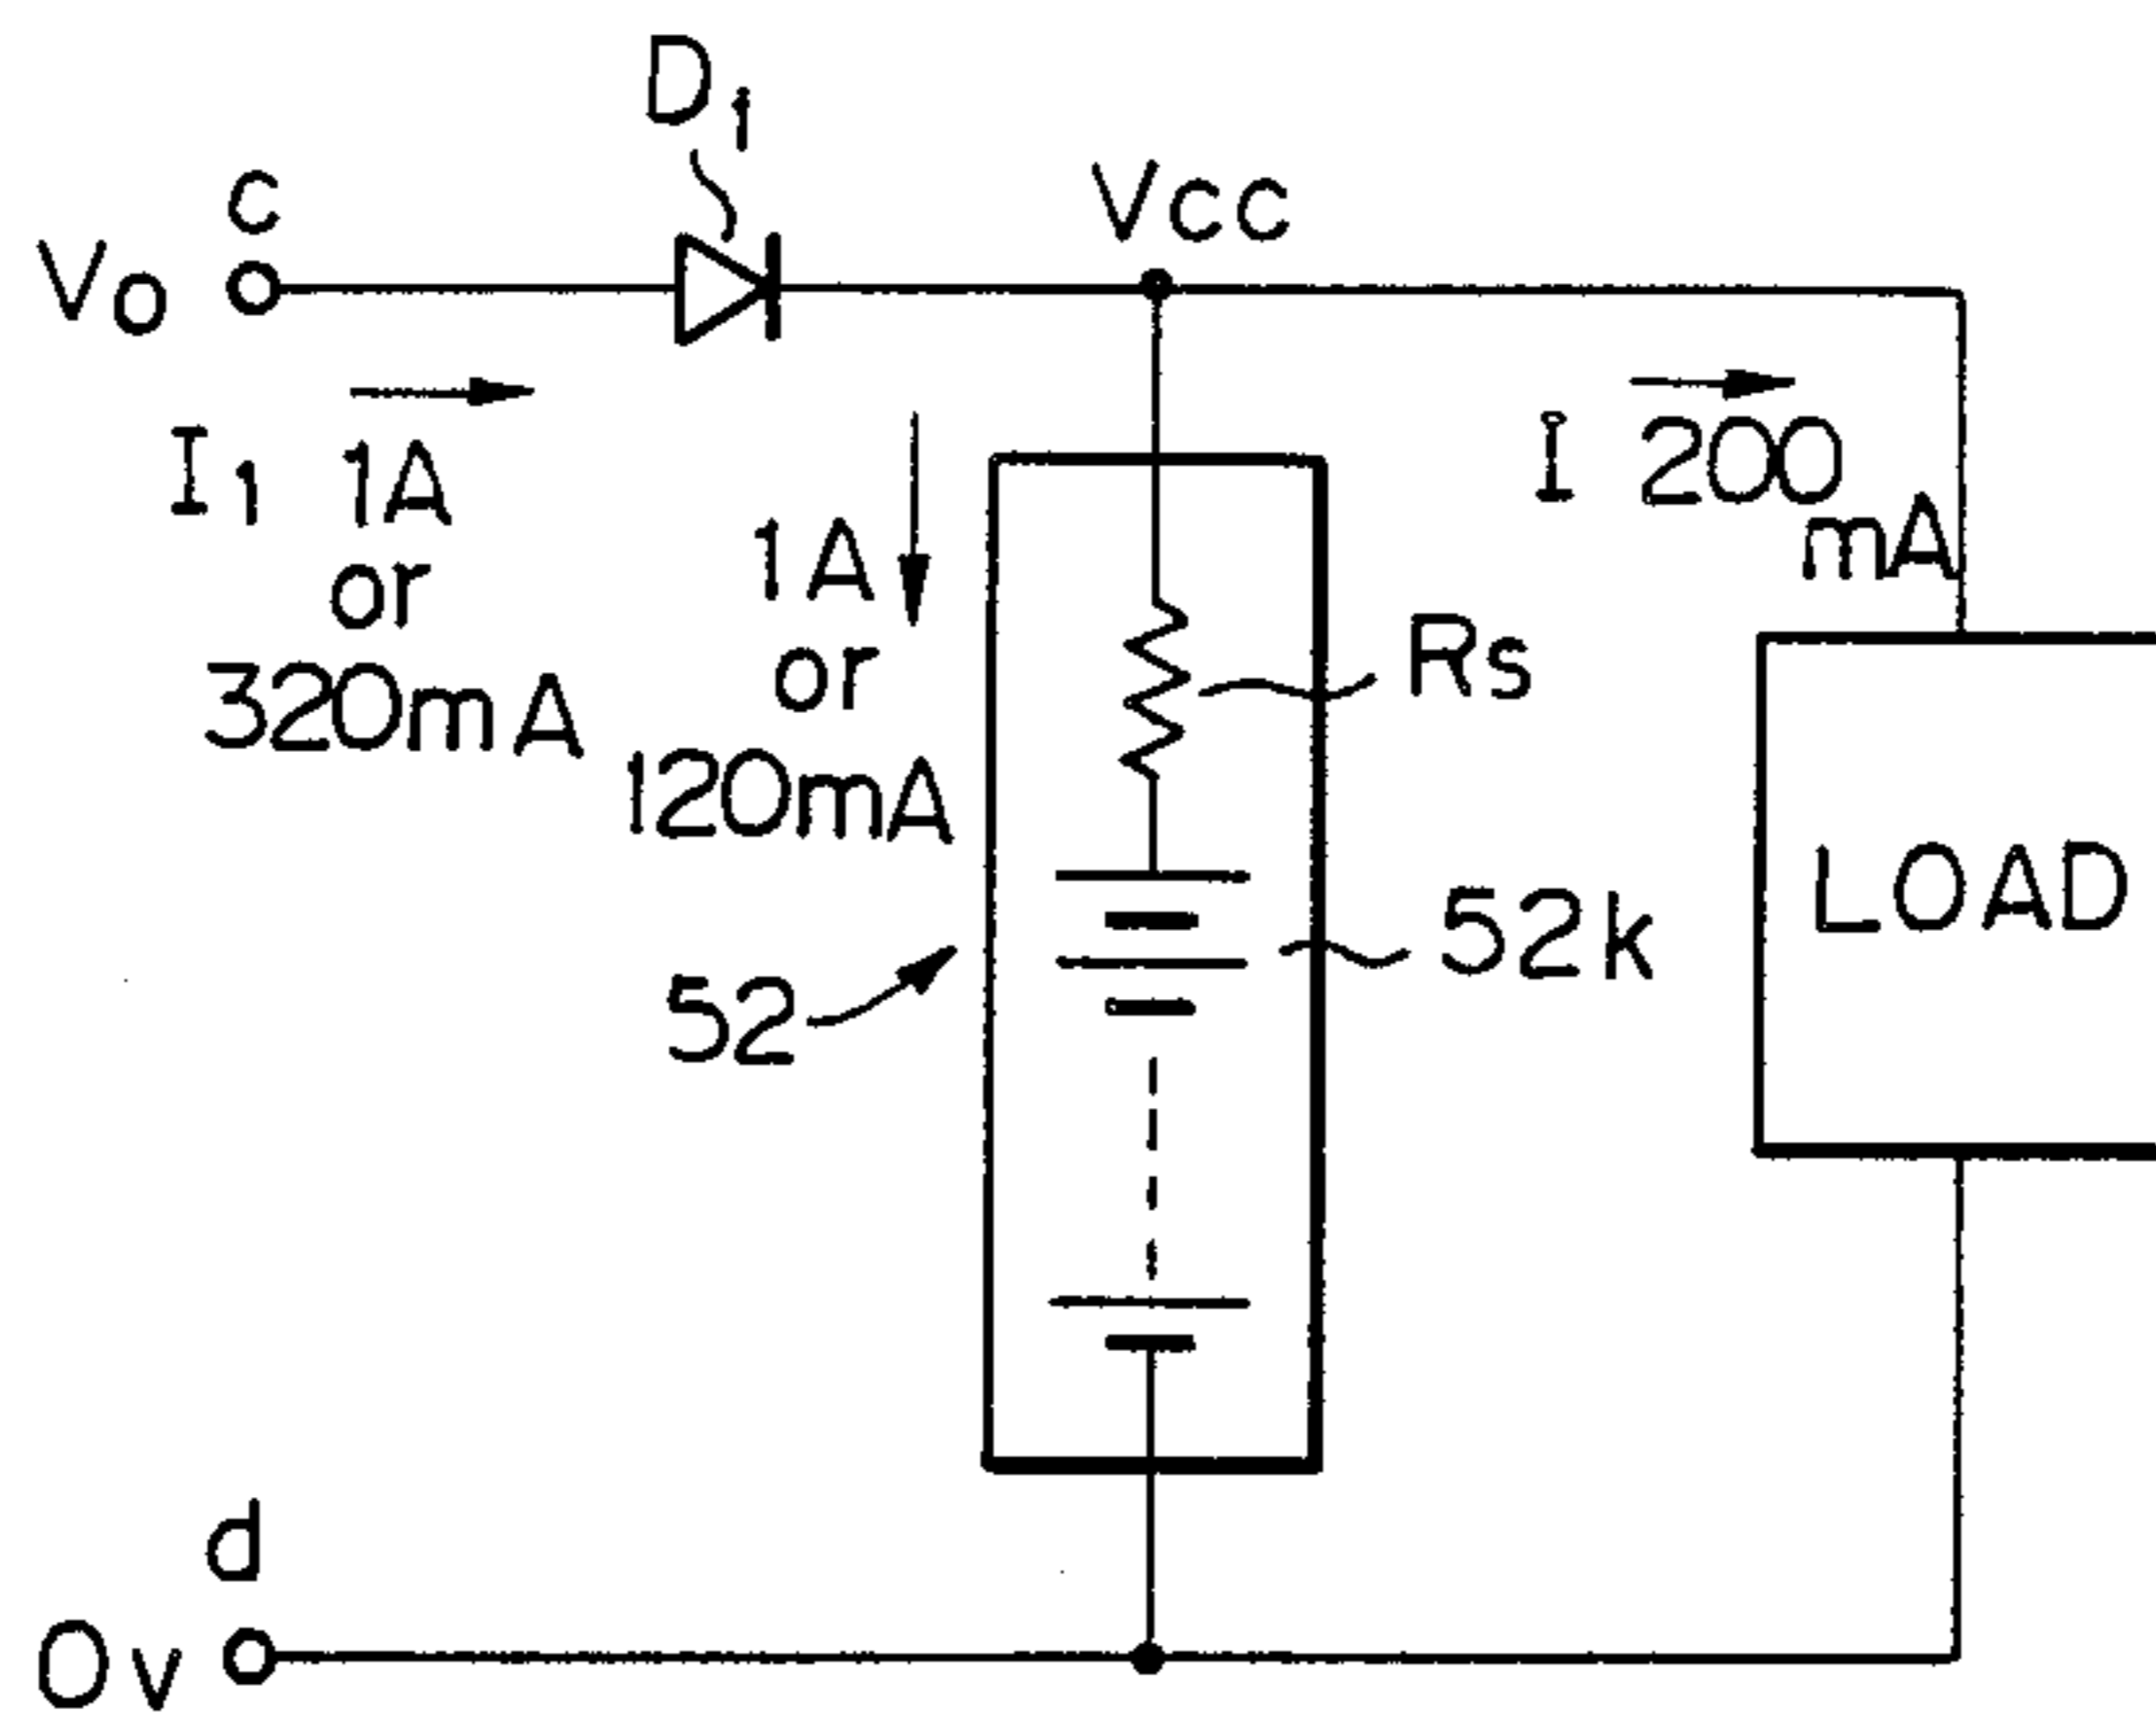 D1
c
Vcc
Vo
I1 1A
or
320mA
1A
or
120mA
i 200
mA
Rs
LOAD
52k
52
d
0v